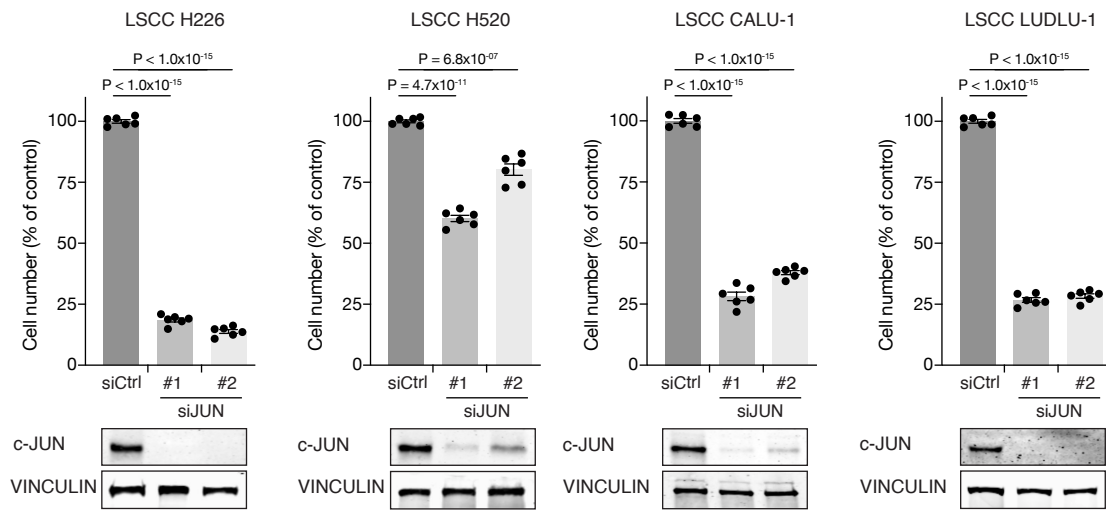 LSCC H226
P < 1.0x10⁻¹⁵
P < 1.0x10⁻¹⁵
Cell number (% of control)
100
75
50
25
0
siCtrl #1 #2
siJUN
c-JUN
VINCULIN
LSCC H520
P = 6.8x10⁻⁰⁷
P = 4.7x10⁻¹¹
Cell number (% of control)
100
75
50
25
0
siCtrl #1 #2
siJUN
c-JUN
VINCULIN
LSCC CALU-1
P < 1.0x10⁻¹⁵
P <1.0x10⁻¹⁵
Cell number (% of control)
100
75
50
25
0
siCtrl #1 #2
siJUN
c-JUN
VINCULIN
LSCC LUDLU-1
P < 1.0x10⁻¹⁵
P <1.0x10⁻¹⁵
Cell number (% of control)
100
75
50
25
0
siCtrl #1 #2
siJUN
c-JUN
VINCULIN